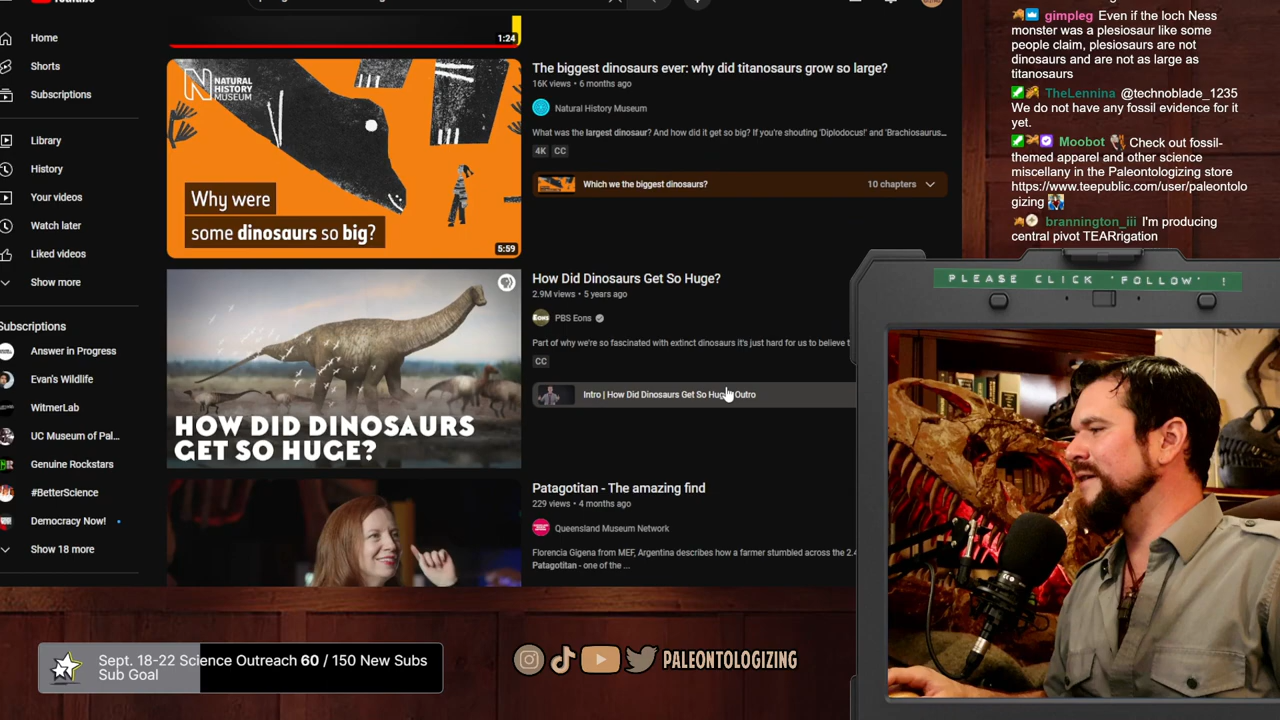 Home
Shorts
Subscriptions
Library
History
Your videos
Watch later
Liked videos
Show more
Subscriptions
Answer in Progress
Evan's Wildlife
WitmerLab
UC Museum of Pal...
Genuine Rockstars
#BetterScience
Democracy Now!
Show 18 more
1:24
NATURAL
HISTORY
MUSEUM
Why were
some dinosaurs so big?
5:59
The biggest dinosaurs ever: why did titanosaurs grow so large?
16K views • 6 months ago
Natural History Museum
What was the largest dinosaur? And how did it get so big? If you're shouting 'Diplodocus!' and 'Brachiosaurus...
4K CC
Which we the biggest dinosaurs? 10 chapters
HOW DID DINOSAURS
GET SO HUGE?
How Did Dinosaurs Get So Huge?
2.9M views • 5 years ago
Eons PBS Eons
Part of why we're so fascinated with extinct dinosaurs it's just hard for us to believe t
CC
Intro | How Did Dinosaurs Get So Outro
Patagotitan - The amazing find
229 views • 4 months ago
Queensland Museum Network
Florencia Gigena from MEF, Argentina describes how a farmer stumbled across the 2.4
Patagotitan - one of the ...
gimpleg Even if the loch Ness
monster was a plesiosaur like some
people claim, plesiosaurs are not
dinosaurs and are not as large as
titanosaurs
TheLennina @technoblade_1235
We do not have any fossil evidence for it
yet.
Moobot Check out fossil-
themed apparel and other science
miscellany in the Paleontologizing store
https://www.teepublic.com/user/paleontolo
gizing
brannington_iii I'm producing
central pivot TEARrigation
PLEASE CLICK 'FOLLOW' !
Sept. 18-22 Science Outreach 60 / 150 New Subs
Sub Goal
PALEONTOLOGIZING